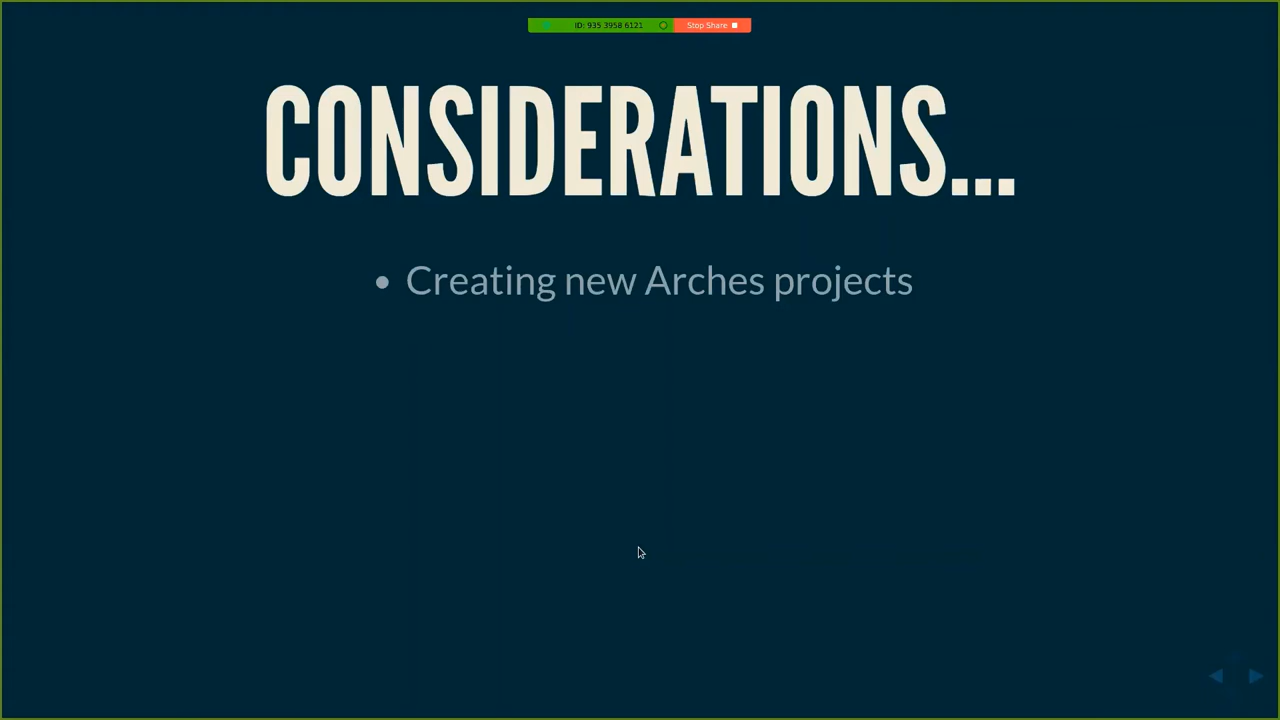 ID: 935 3958 6121 Stop Share
CONSIDERATIONS...
• Creating new Arches projects